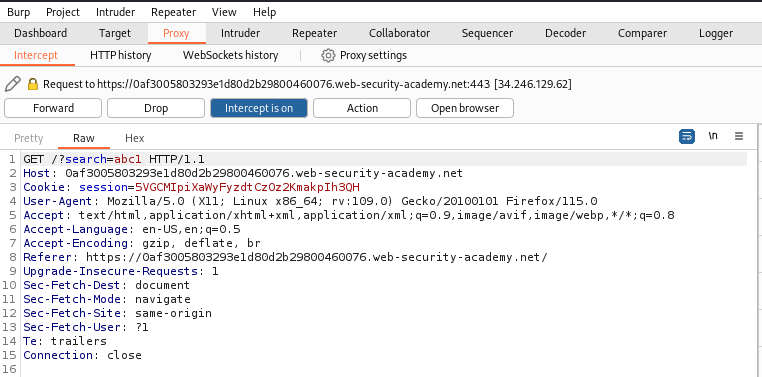 Burp Project Intruder Repeater View Help
Dashboard Target Proxy Intruder Repeater Collaborator Sequencer Decoder Comparer Logger
Intercept HTTP history WebSockets history Proxy settings
Request to https://0af3005803293e1d80d2b29800460076.web-security-academy.net:443 [34.246.129.62]
Forward Drop Intercept is on Action Open browser
Pretty Raw Hex \n
1 GET /?search=abc1 HTTP/1.1
2 Host: 0af3005803293e1d80d2b29800460076.web-security-academy.net
3 Cookie: session=5VGCMIpiXaWyFyzdtCzOz2KmakpIh3QH
4 User-Agent: Mozilla/5.0 (X11; Linux x86_64; rv:109.0) Gecko/20100101 Firefox/115.0
5 Accept: text/html,application/xhtml+xml,application/xml;q=0.9,image/avif,image/webp,*/*;q=0.8
6 Accept-Language: en-US,en;q=0.5
7 Accept-Encoding: gzip, deflate, br
8 Referer: https://0af3005803293e1d80d2b29800460076.web-security-academy.net/
9 Upgrade-Insecure-Requests: 1
10 Sec-Fetch-Dest: document
11 Sec-Fetch-Mode: navigate
12 Sec-Fetch-Site: same-origin
13 Sec-Fetch-User: ?1
14 Te: trailers
15 Connection: close
16